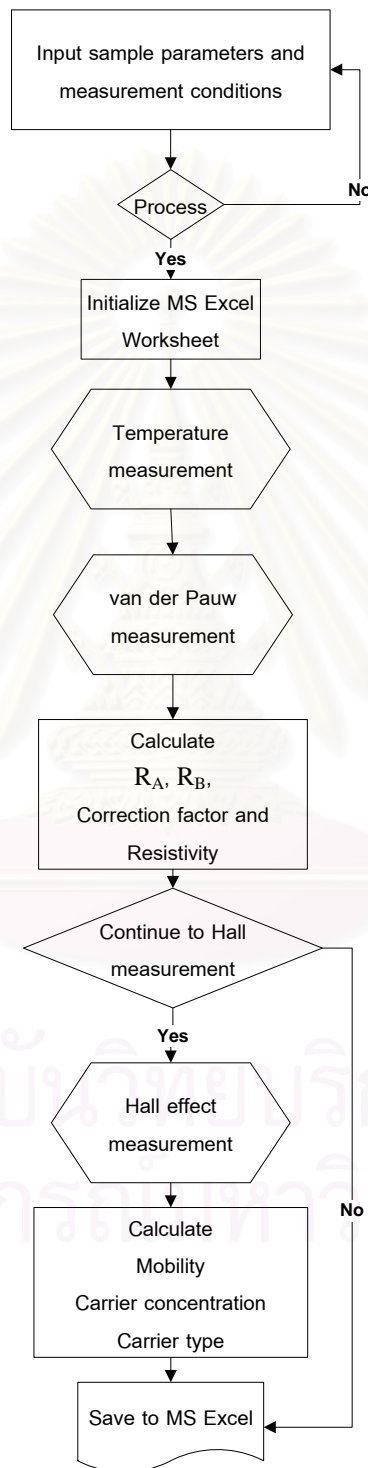 Input sample parameters and
measurement conditions
No
Process
Yes
Initialize MS Excel
Worksheet
Temperature
measurement
van der Pauw
measurement
Calculate
R_A, R_B,
Correction factor and
Resistivity
Continue to Hall
measurement
Yes
Hall effect
measurement
No
Calculate
Mobility
Carrier concentration
Carrier type
Save to MS Excel